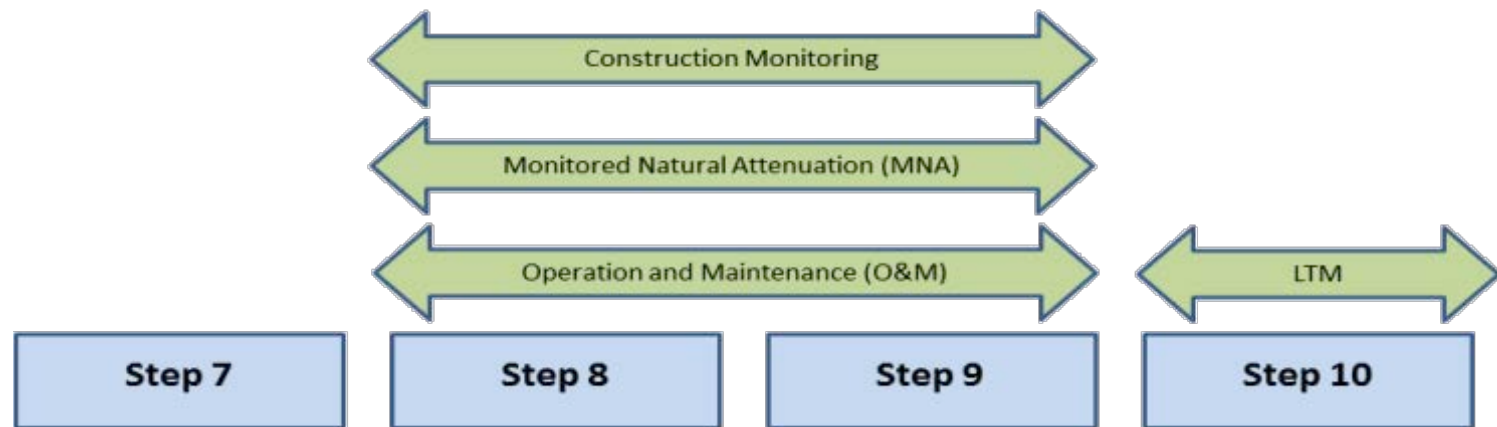 Construction Monitoring
Monitored Natural Attenuation (MNA)
Operation and Maintenance (O&M)
LTM
Step 7
Step 8
Step 9
Step 10